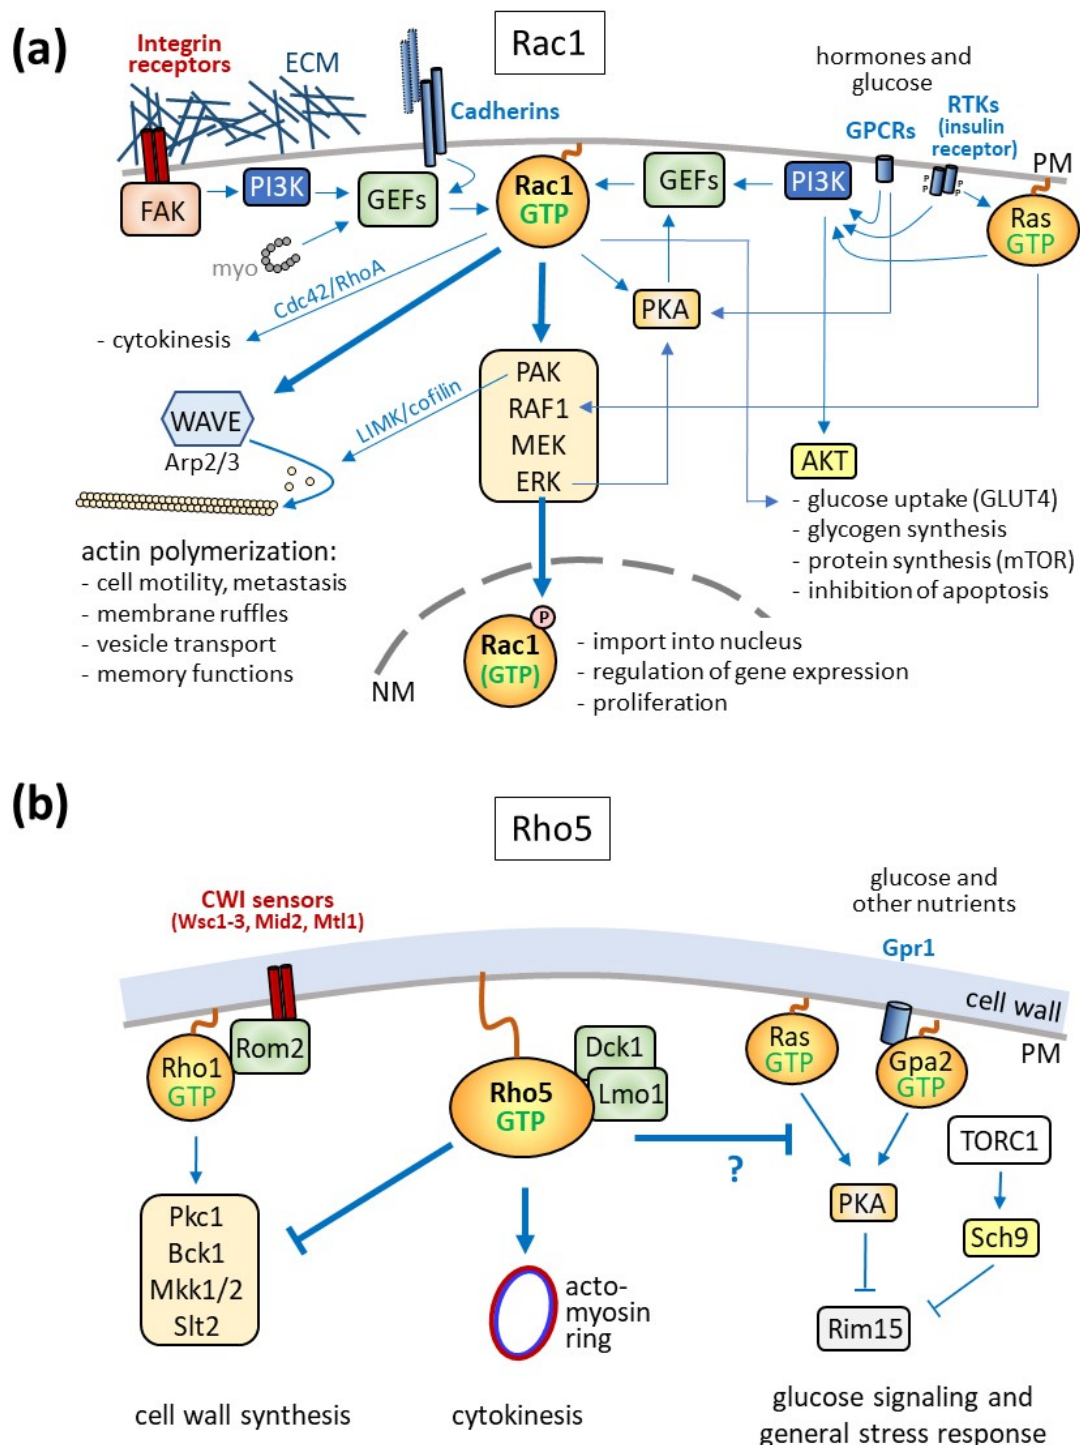 (a)
Rac1
Integrin
receptors
ECM
Cadherins
hormones and
glucose
GPCRs
RTKs
(insulin
receptor)
PM
FAK
PI3K
GEFs
Rac1
GTP
GEFs
PI3K
P
P
P
P
Ras
GTP
myo
Cdc42/RhoA
PKA
- cytokinesis
WAVE
Arp2/3
LIMK/cofilin
PAK
RAF1
MEK
ERK
AKT
- glucose uptake (GLUT4)
- glycogen synthesis
- protein synthesis (mTOR)
- inhibition of apoptosis
actin polymerization:
- cell motility, metastasis
- membrane ruffles
- vesicle transport
- memory functions
NM
P
Rac1
(GTP)
- import into nucleus
- regulation of gene expression
- proliferation
(b)
Rho5
CWI sensors
(Wsc1-3, Mid2, Mtl1)
glucose and
other nutrients
Gpr1
cell wall
PM
Rho1
GTP
Rom2
Rho5
GTP
Dck1
Lmo1
Ras
GTP
Gpa2
GTP
TORC1
?
PKA
Sch9
Pkc1
Bck1
Mkk1/2
Slt2
acto-
myosin
ring
Rim15
cell wall synthesis
cytokinesis
glucose signaling and
general stress response